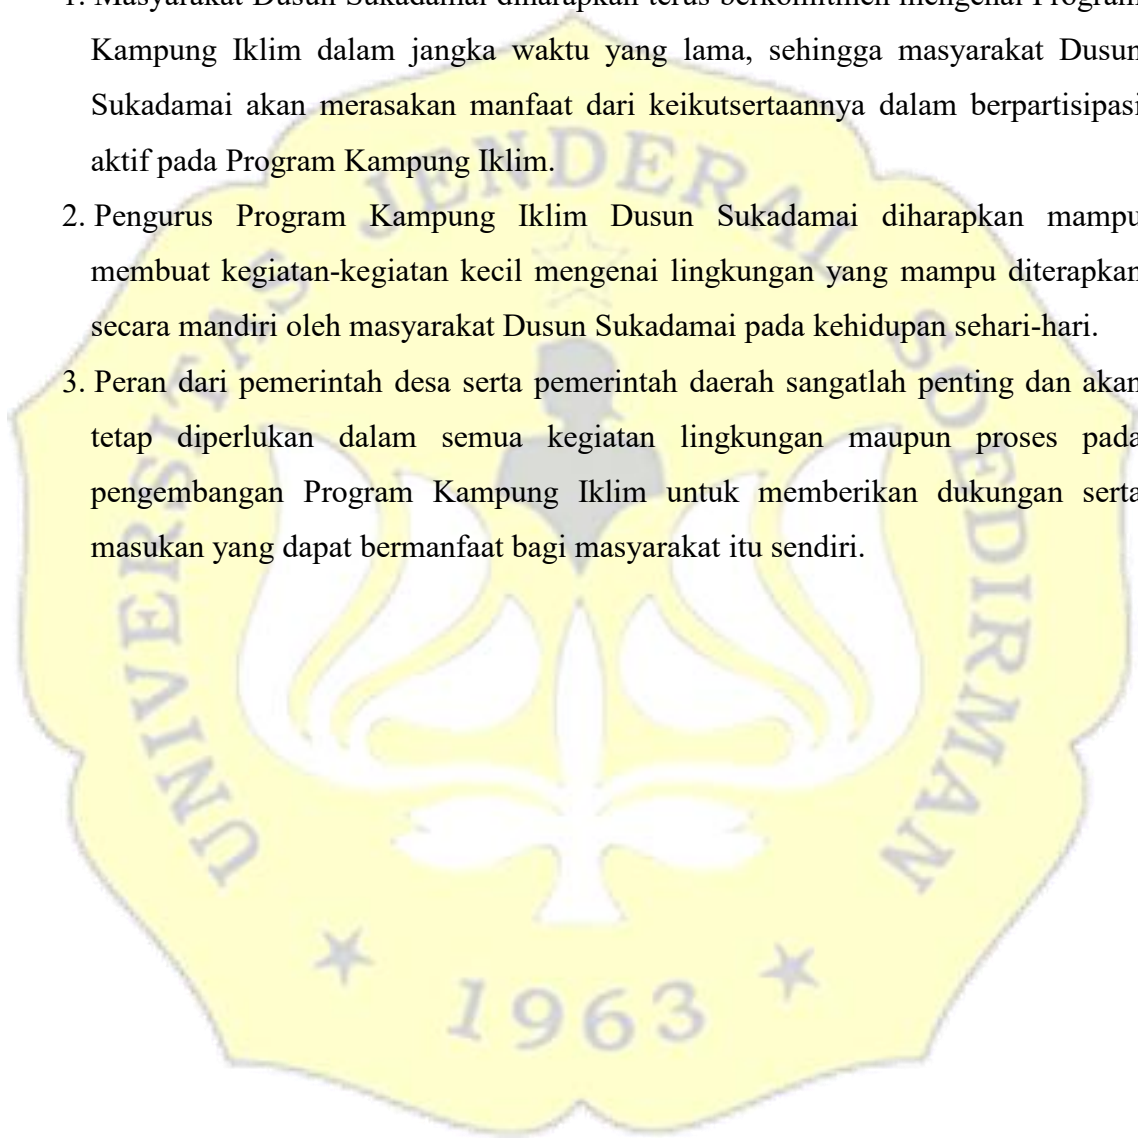 1. Masyarakat Dusun Sukadamai diharapkan terus berkomitmen mengenai Program
Kampung Iklim dalam jangka waktu yang lama, sehingga masyarakat Dusun
Sukadamai akan merasakan manfaat dari keikutsertaannya dalam berpartisipasi
aktif pada Program Kampung Iklim.
2. Pengurus Program Kampung Iklim Dusun Sukadamai diharapkan mampu
membuat kegiatan-kegiatan kecil mengenai lingkungan yang mampu diterapkan
secara mandiri oleh masyarakat Dusun Sukadamai pada kehidupan sehari-hari.
3. Peran dari pemerintah desa serta pemerintah daerah sangatlah penting dan akan
tetap diperlukan dalam semua kegiatan lingkungan maupun proses pada
pengembangan Program Kampung Iklim untuk memberikan dukungan serta
masukan yang dapat bermanfaat bagi masyarakat itu sendiri.
UNIVERSITAS JENDERAL SOEDIRMAN
1963